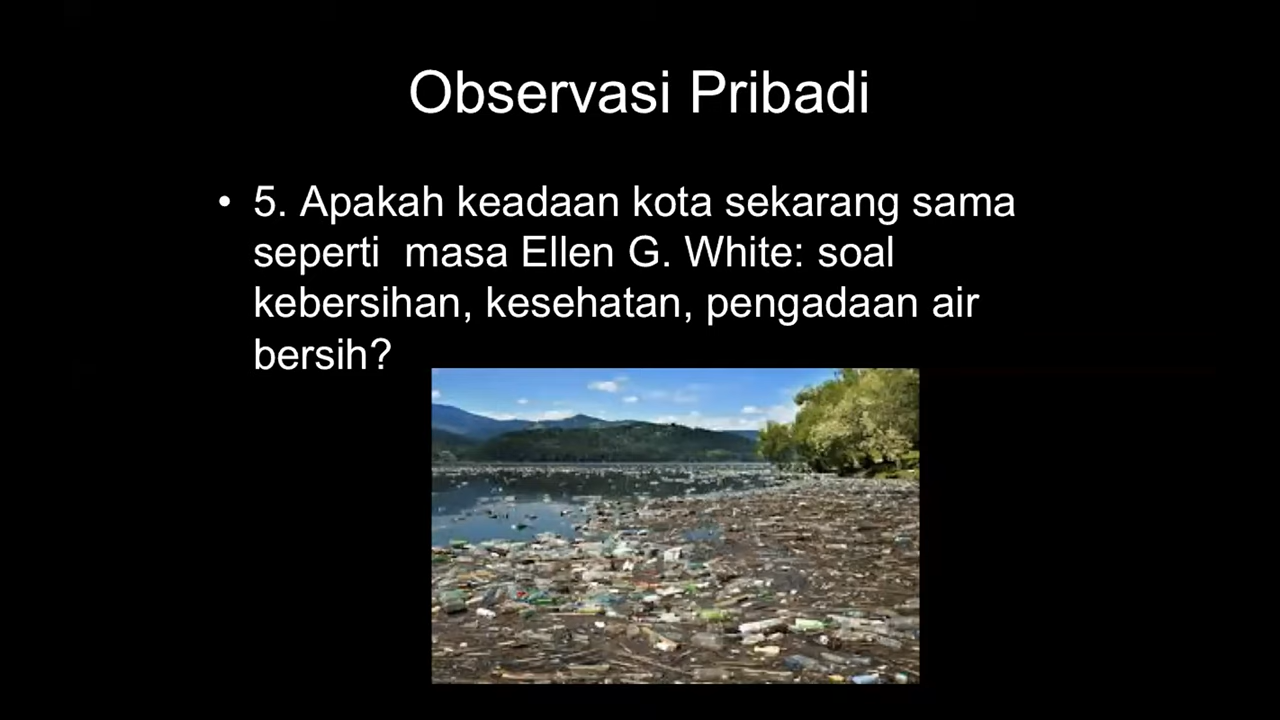 Observasi Pribadi
• 5. Apakah keadaan kota sekarang sama
seperti  masa Ellen G. White: soal
kebersihan, kesehatan, pengadaan air
bersih?